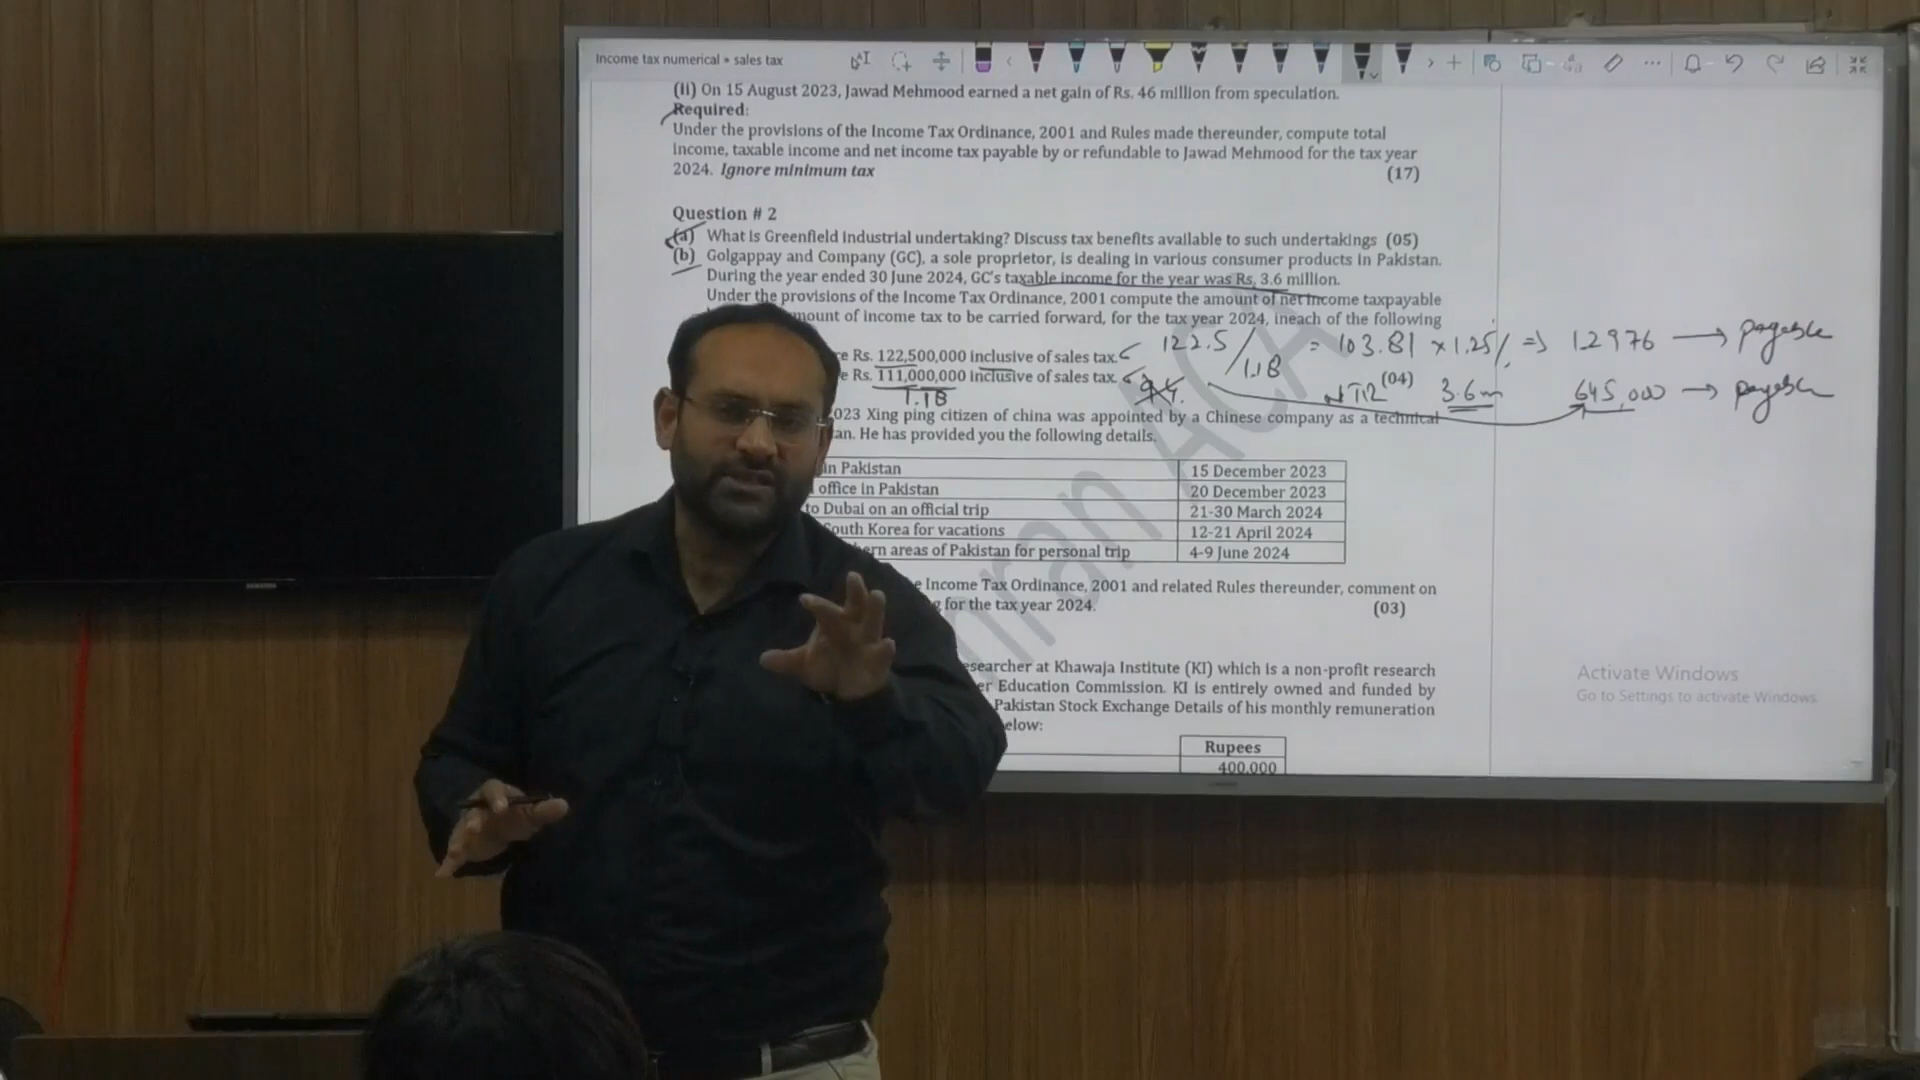 Income tax numerical + sales tax
(ii) On 15 August 2023, Jawad Mehmood earned a net gain of Rs. 46 million from speculation.
Required:
Under the provisions of the Income Tax Ordinance, 2001 and Rules made thereunder, compute total
income, taxable income and net income tax payable by or refundable to Jawad Mehmood for the tax year
2024. Ignore minimum tax (17)
Question # 2
(a) What is Greenfield industrial undertaking? Discuss tax benefits available to such undertakings (05)
(b) Golgappay and Company (GC), a sole proprietor, is dealing in various consumer products in Pakistan.
During the year ended 30 June 2024, GC's taxable income for the year was Rs. 3.6 million.
Under the provisions of the Income Tax Ordinance, 2001 compute the amount of net income taxpayable
mount of income tax to be carried forward, for the tax year 2024, ineach of the following
e Rs. 122,500,000 inclusive of sales tax. 122.5/1.18 = 103.81 x 1.25% => 12976 → payable
e Rs. 111,000,000 inclusive of sales tax. (04) 3.6m 645,000 → payable
1.18
023 Xing ping citizen of china was appointed by a Chinese company as a technical
an. He has provided you the following details.
in Pakistan 15 December 2023
office in Pakistan 20 December 2023
to Dubai on an official trip 21-30 March 2024
South Korea for vacations 12-21 April 2024
ern areas of Pakistan for personal trip 4-9 June 2024
e Income Tax Ordinance, 2001 and related Rules thereunder, comment on
g for the tax year 2024. (03)
esearcher at Khawaja Institute (KI) which is a non-profit research
er Education Commission. KI is entirely owned and funded by
Pakistan Stock Exchange Details of his monthly remuneration
elow:
Rupees
400,000
Activate Windows
Go to Settings to activate Windows.